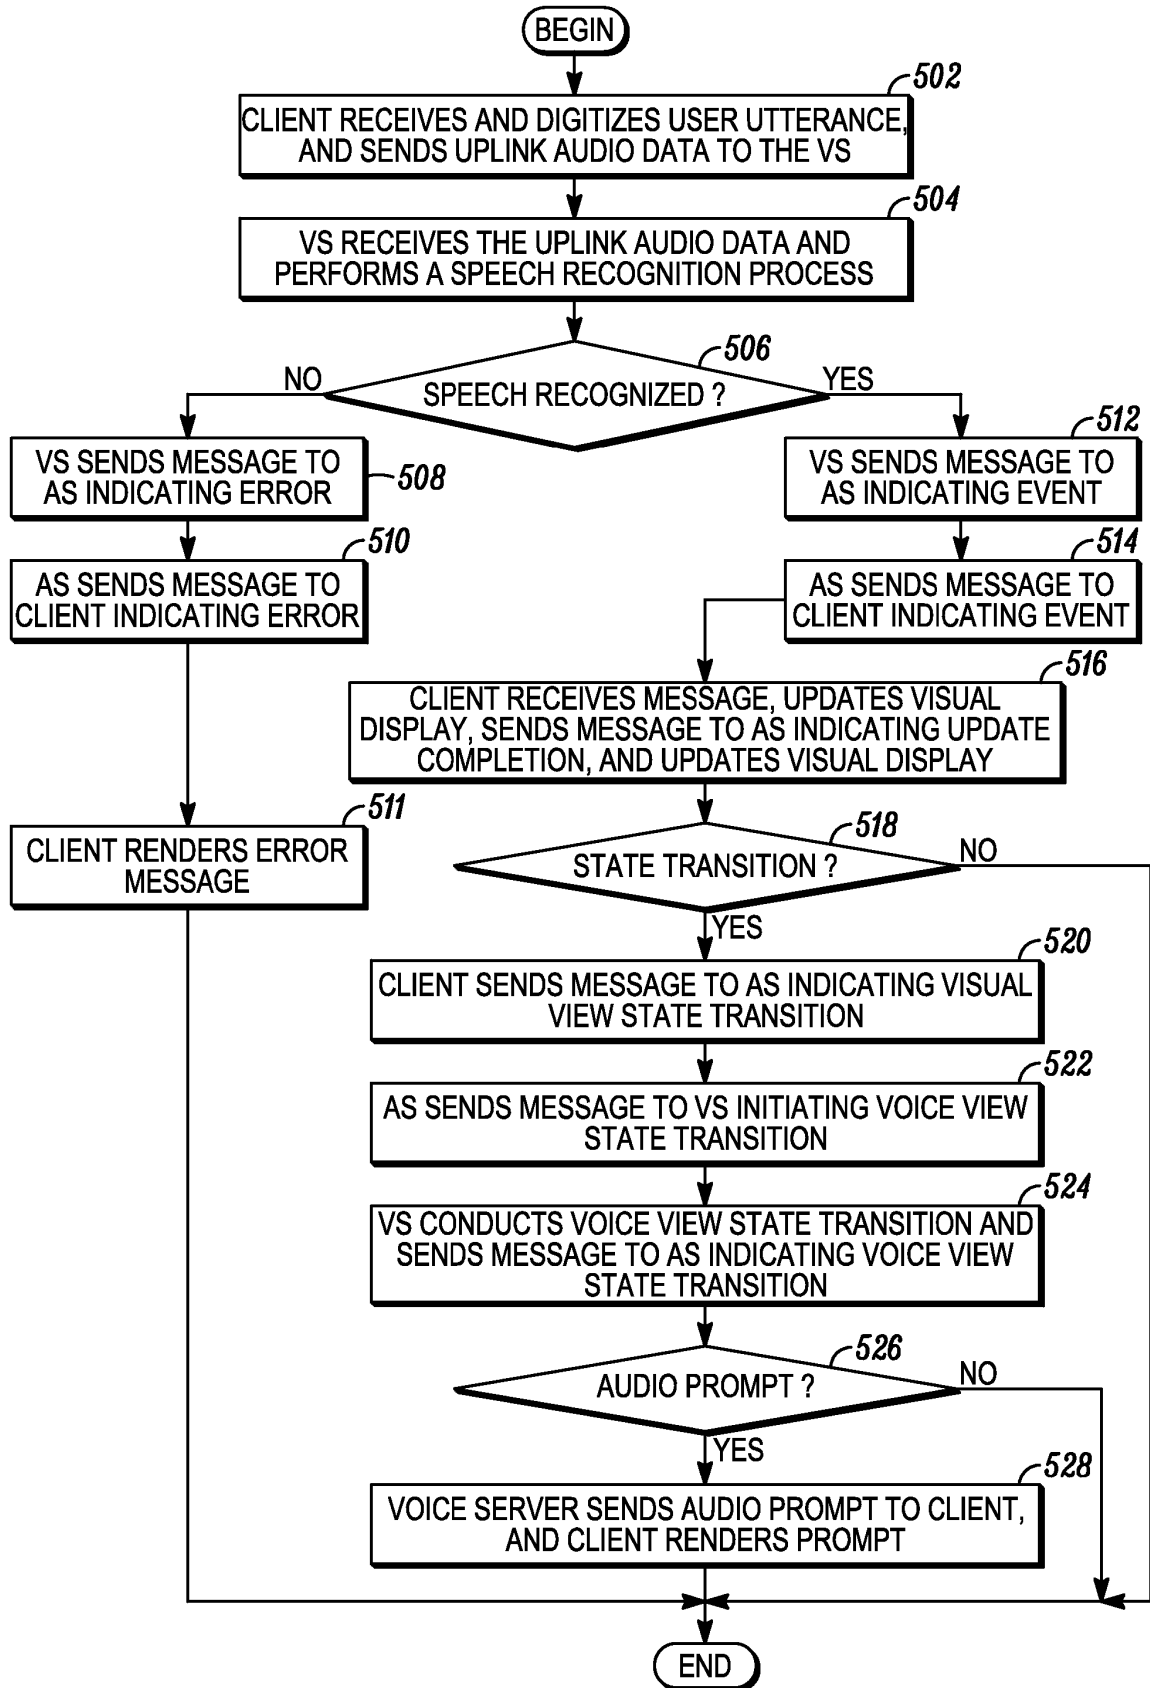 BEGIN
502
CLIENT RECEIVES AND DIGITIZES USER UTTERANCE,
AND SENDS UPLINK AUDIO DATA TO THE VS
504
VS RECEIVES THE UPLINK AUDIO DATA AND
PERFORMS A SPEECH RECOGNITION PROCESS
506
SPEECH RECOGNIZED ?
NO
YES
VS SENDS MESSAGE TO
AS INDICATING ERROR
508
510
AS SENDS MESSAGE TO
CLIENT INDICATING ERROR
511
CLIENT RENDERS ERROR
MESSAGE
512
VS SENDS MESSAGE TO
AS INDICATING EVENT
514
AS SENDS MESSAGE TO
CLIENT INDICATING EVENT
516
CLIENT RECEIVES MESSAGE, UPDATES VISUAL
DISPLAY, SENDS MESSAGE TO AS INDICATING UPDATE
COMPLETION, AND UPDATES VISUAL DISPLAY
518
STATE TRANSITION ?
NO
YES
520
CLIENT SENDS MESSAGE TO AS INDICATING VISUAL
VIEW STATE TRANSITION
522
AS SENDS MESSAGE TO VS INITIATING VOICE VIEW
STATE TRANSITION
524
VS CONDUCTS VOICE VIEW STATE TRANSITION AND
SENDS MESSAGE TO AS INDICATING VOICE VIEW
STATE TRANSITION
526
AUDIO PROMPT ?
NO
YES
528
VOICE SERVER SENDS AUDIO PROMPT TO CLIENT,
AND CLIENT RENDERS PROMPT
END